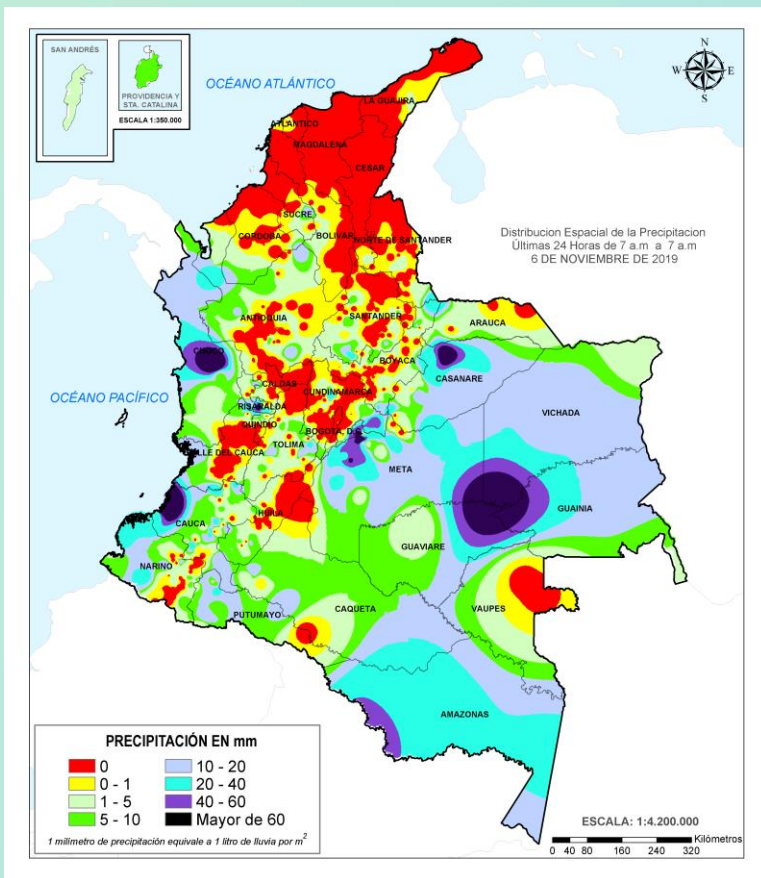 SAN ANDRÉS
PROVIDENCIA Y
STA. CATALINA
ESCALA 1:350.000
OCÉANO ATLÁNTICO
N
W E
S
LA GUAJIRA
ATLANTICO
MAGDALENA
CESAR
SUCRE
CORDOBA
BOLIVAR
NORTE DE SANTANDER
Distribucion Espacial de la Precipitacion
Últimas 24 Horas de 7 a.m a 7 a.m
6 DE NOVIEMBRE DE 2019
ANTIOQUIA
SANTANDER
ARAUCA
CHOCO
BOYACA
CASANARE
OCÉANO PACÍFICO
CALDAS
CUNDINAMARCA
RISARALDA
VICHADA
QUINDIO
BOGOTA, D.C.
TOLIMA
VALLE DEL CAUCA
META
GUAINIA
HUILA
CAUCA
GUAVIARE
NARIÑO
CAQUETA
VAUPES
PUTUMAYO
AMAZONAS
PRECIPITACIÓN EN mm
0
0 - 1
1 - 5
5 - 10
10 - 20
20 - 40
40 - 60
Mayor de 60
1 milímetro de precipitación equivale a 1 litro de lluvia por m²
ESCALA: 1:4.200.000
Kilómetros
0 40 80 160 240 320